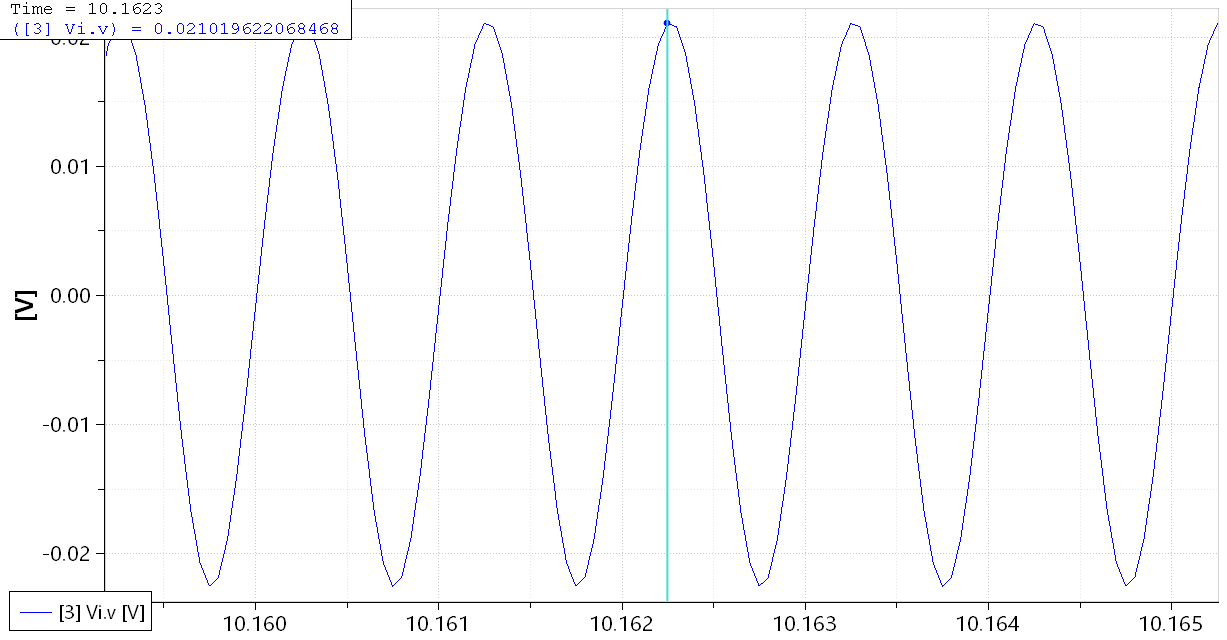 Time = 10.1623
([3] Vi.v) = 0.021019622068468
0.02
0.01
0.00
-0.01
-0.02
[V]
[3] Vi.v [V]
10.160
10.161
10.162
10.163
10.164
10.165